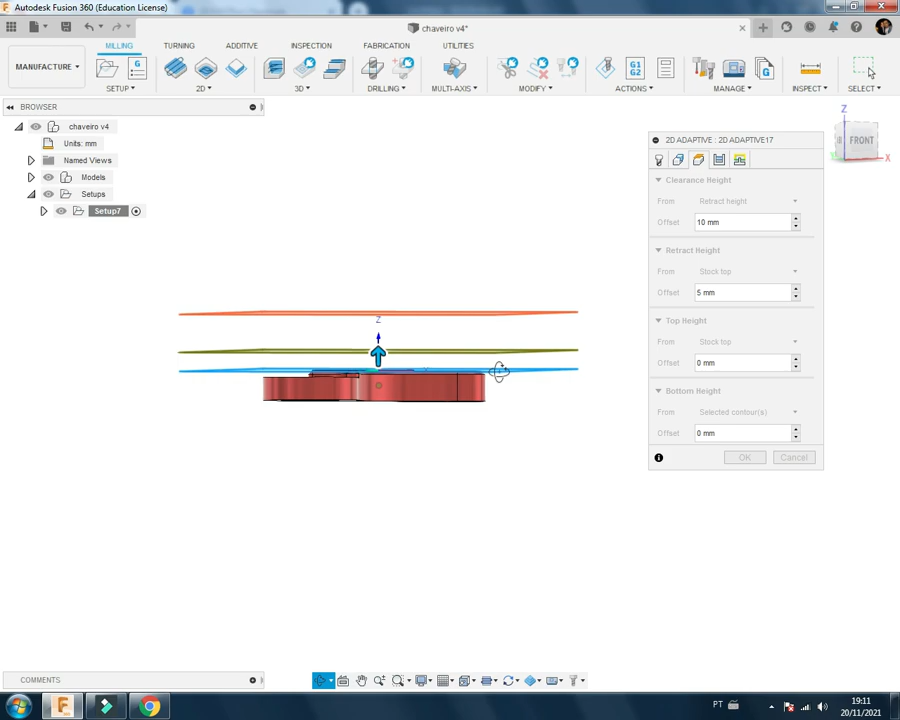 Autodesk Fusion 360 (Education License)
chaveiro v4*
MANUFACTURE
MILLING TURNING ADDITIVE INSPECTION FABRICATION UTILITIES
G
G1
G2
G
SETUP 2D 3D DRILLING MULTI-AXIS MODIFY ACTIONS MANAGE INSPECT SELECT
BROWSER
chaveiro v4
Units: mm
Named Views
Models
Setups
Setup7
Z
FRONT
X
Z
2D ADAPTIVE : 2D ADAPTIVE17
Clearance Height
From Retract height
Offset 10 mm
Retract Height
From Stock top
Offset 5 mm
Top Height
From Stock top
Offset 0 mm
Bottom Height
From Selected contour(s)
Offset 0 mm
OK Cancel
COMMENTS
PT
19:11
20/11/2021